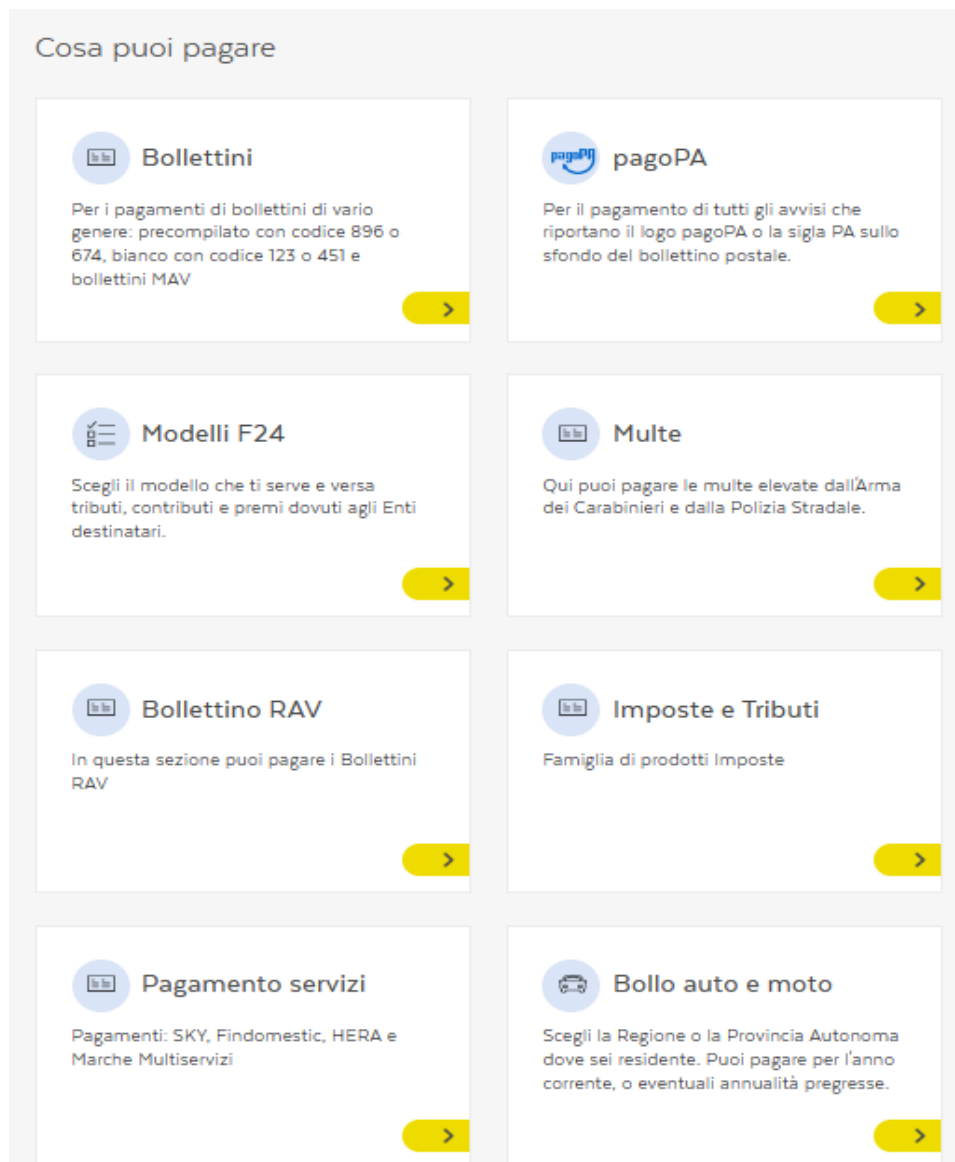 Cosa puoi pagare
Bollettini
Per i pagamenti di bollettini di vario
genere: precompilato con codice 896 o
674, bianco con codice 123 o 451 e
bollettini MAV
pagoPA
pagoPA
Per il pagamento di tutti gli avvisi che
riportano il logo pagoPA o la sigla PA sullo
sfondo del bollettino postale.
Modelli F24
Scegli il modello che ti serve e versa
tributi, contributi e premi dovuti agli Enti
destinatari.
Multe
Qui puoi pagare le multe elevate dall'Arma
dei Carabinieri e dalla Polizia Stradale.
Bollettino RAV
In questa sezione puoi pagare i Bollettini
RAV
Imposte e Tributi
Famiglia di prodotti Imposte
Pagamento servizi
Pagamenti: SKY, Findomestic, HERA e
Marche Multiservizi
Bollo auto e moto
Scegli la Regione o la Provincia Autonoma
dove sei residente. Puoi pagare per l'anno
corrente, o eventuali annualità pregresse.